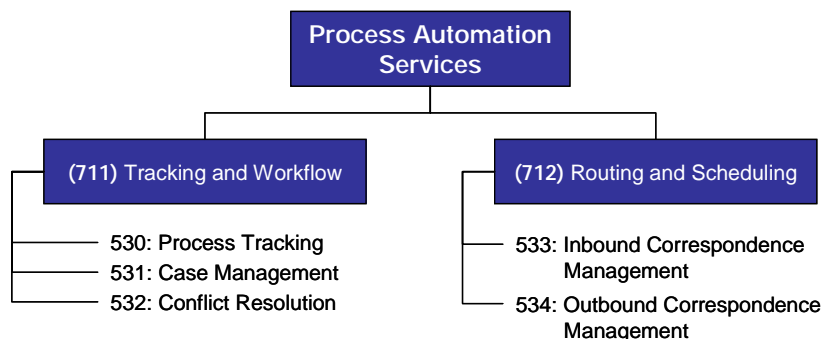 Process Automation
Services
(711) Tracking and Workflow
530: Process Tracking
531: Case Management
532: Conflict Resolution
(712) Routing and Scheduling
533: Inbound Correspondence
Management
534: Outbound Correspondence
Management